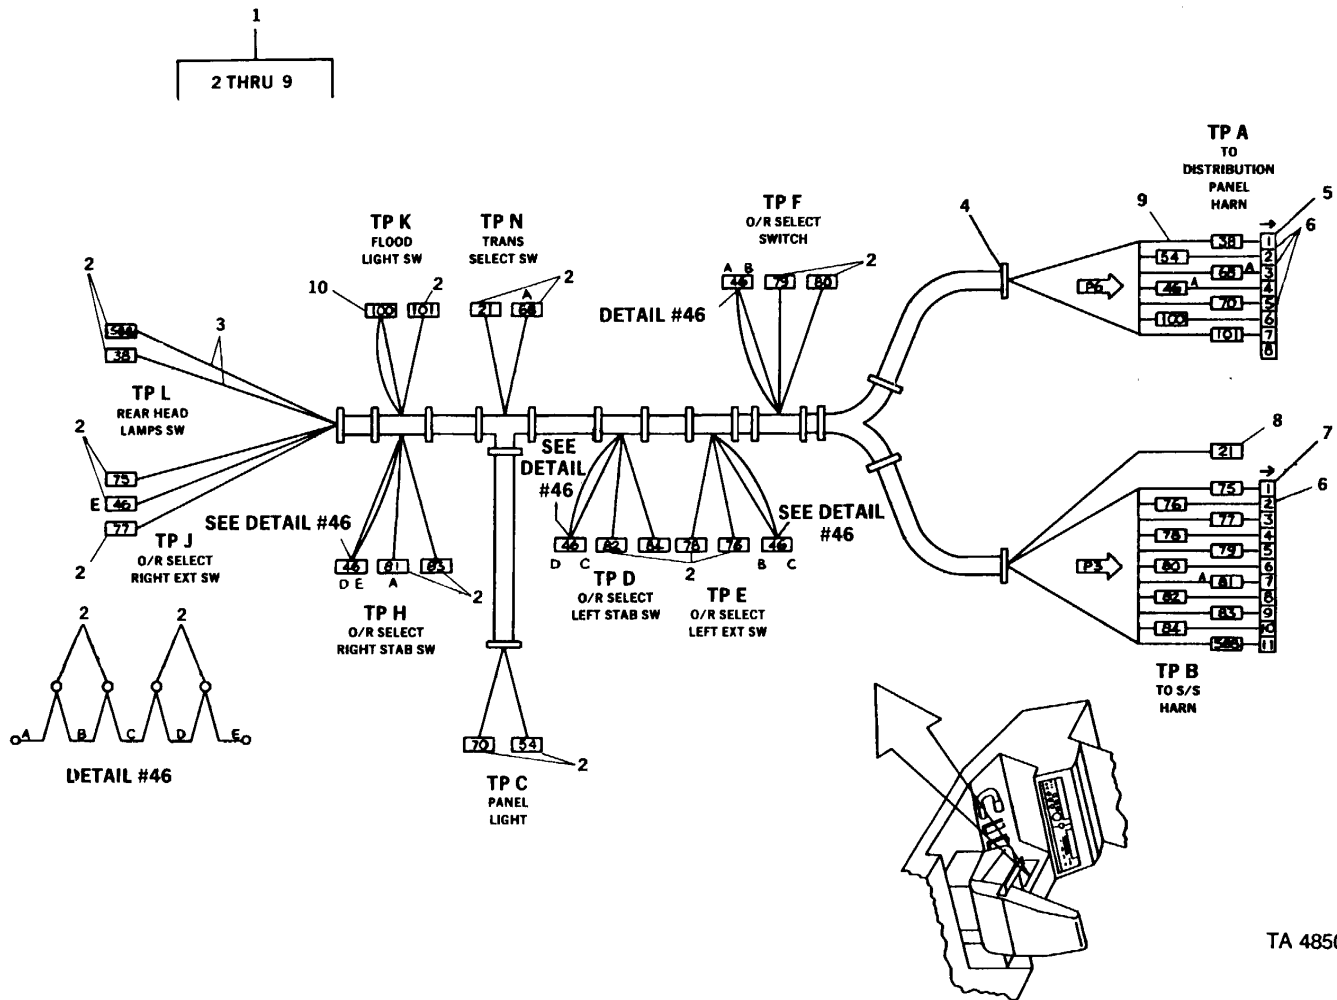 1
2 THRU 9
TP A
TO
DISTRIBUTION
PANEL
HARN
5
6
9
4
38
54
68 A
46 A
70
100
101
P6
1
2
3
4
5
6
7
8
TP F
O/R SELECT
SWITCH
A B
46
79
80
2
DETAIL #46
TP K
FLOOD
LIGHT SW
10
100
101
2
TP N
TRANS
SELECT SW
2
A
21
68
2
3
38
TP L
REAR HEAD
LAMPS SW
2
75
E 46
77
2
TP J
O/R SELECT
RIGHT EXT SW
SEE DETAIL #46
46
81
83
D E
A
2
TP H
O/R SELECT
RIGHT STAB SW
SEE
DETAIL
#46
46
82
84
D C
TP D
O/R SELECT
LEFT STAB SW
2
78
76
46
B C
SEE DETAIL
#46
TP E
O/R SELECT
LEFT EXT SW
8
21
7
6
75
76
77
78
79
80
A 81
82
83
84
P3
1
2
3
4
5
6
7
8
9
10
11
TP B
TO S/S
HARN
70
54
2
TP C
PANEL
LIGHT
2
2
A B C D E
DETAIL #46
TA 4850